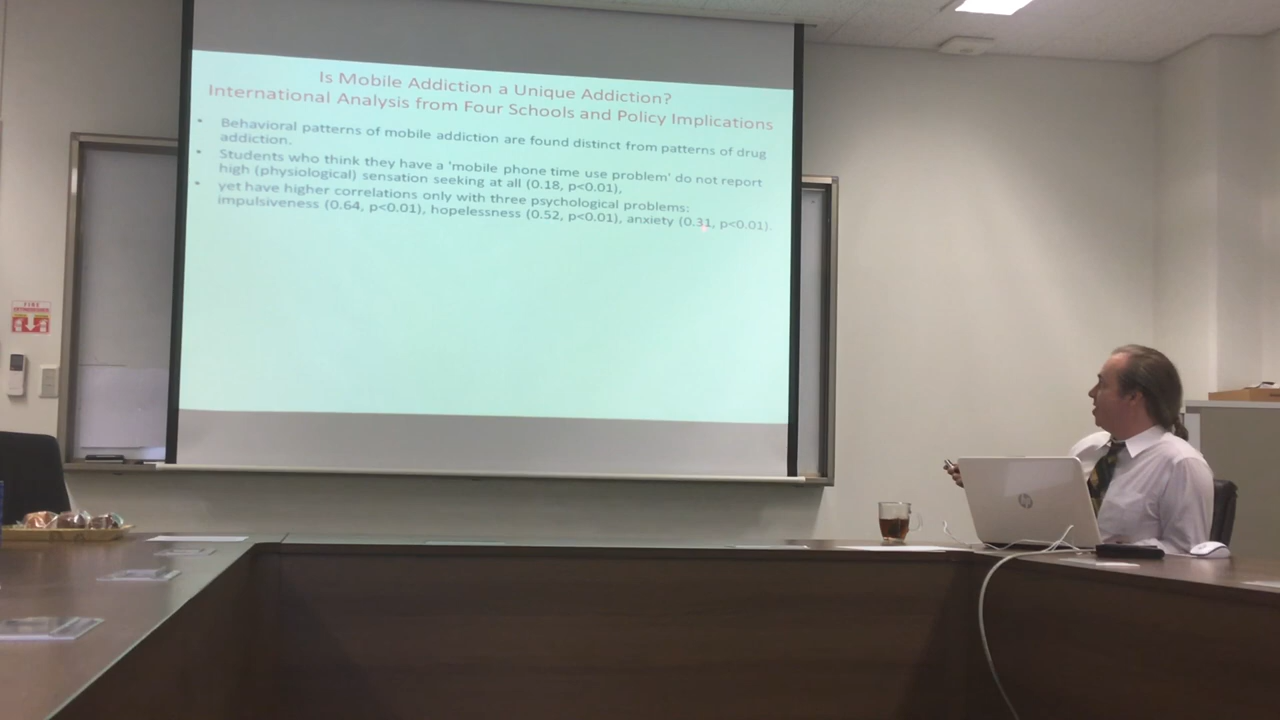 Is Mobile Addiction a Unique Addiction?
International Analysis from Four Schools and Policy Implications
• Behavioral patterns of mobile addiction are found distinct from patterns of drug
addiction.
• Students who think they have a 'mobile phone time use problem' do not report
high (physiological) sensation seeking at all (0.18, p<0.01),
• yet have higher correlations only with three psychological problems:
impulsiveness (0.64, p<0.01), hopelessness (0.52, p<0.01), anxiety (0.31, p<0.01).
FIRE
hp